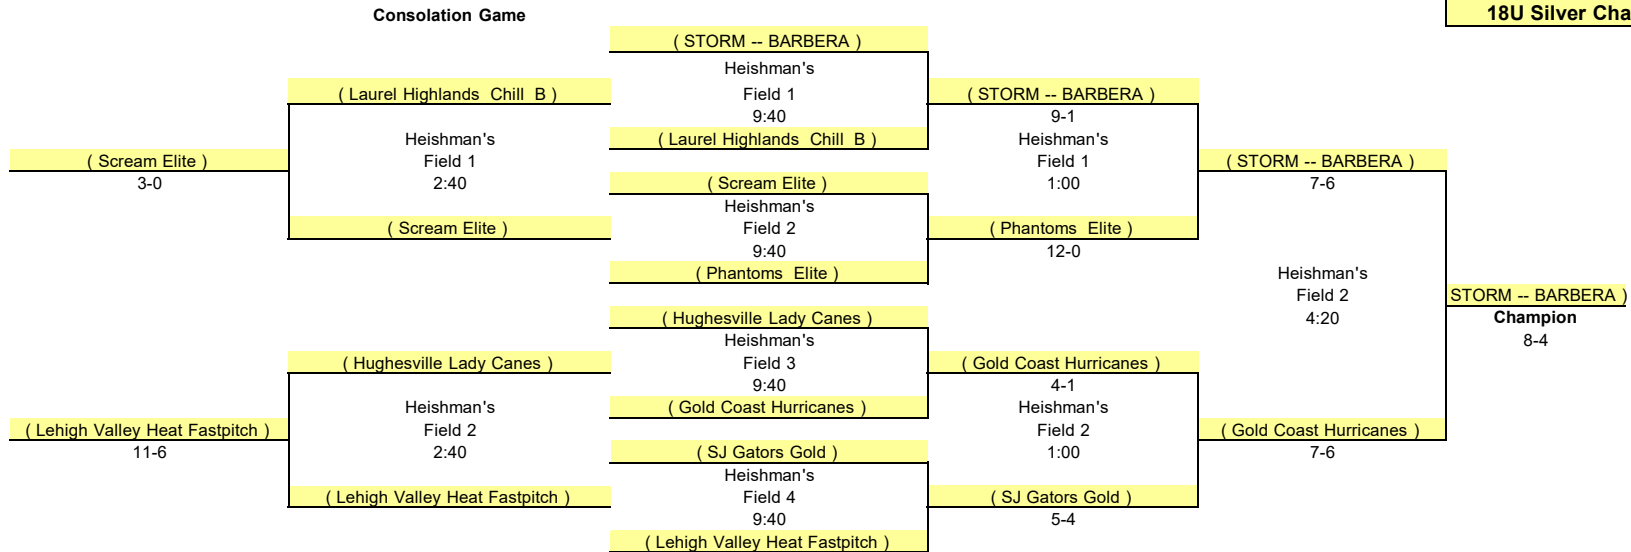 18U Silver Cha
Consolation Game
( STORM -- BARBERA )
Heishman's
( Laurel Highlands Chill B )
Field 1
( STORM -- BARBERA )
9:40
9-1
Heishman's
( Laurel Highlands Chill B )
Heishman's
( Scream Elite )
Field 1
Field 1
( STORM -- BARBERA )
3-0
2:40
( Scream Elite )
1:00
7-6
Heishman's
( Scream Elite )
Field 2
( Phantoms Elite )
9:40
12-0
( Phantoms Elite )
Heishman's
Field 2
STORM -- BARBERA )
( Hughesville Lady Canes )
4:20
Champion
Heishman's
8-4
( Hughesville Lady Canes )
Field 3
( Gold Coast Hurricanes )
9:40
4-1
Heishman's
( Gold Coast Hurricanes )
Heishman's
( Lehigh Valley Heat Fastpitch )
Field 2
Field 2
( Gold Coast Hurricanes )
11-6
2:40
( SJ Gators Gold )
1:00
7-6
Heishman's
( Lehigh Valley Heat Fastpitch )
Field 4
( SJ Gators Gold )
9:40
5-4
( Lehigh Valley Heat Fastpitch )